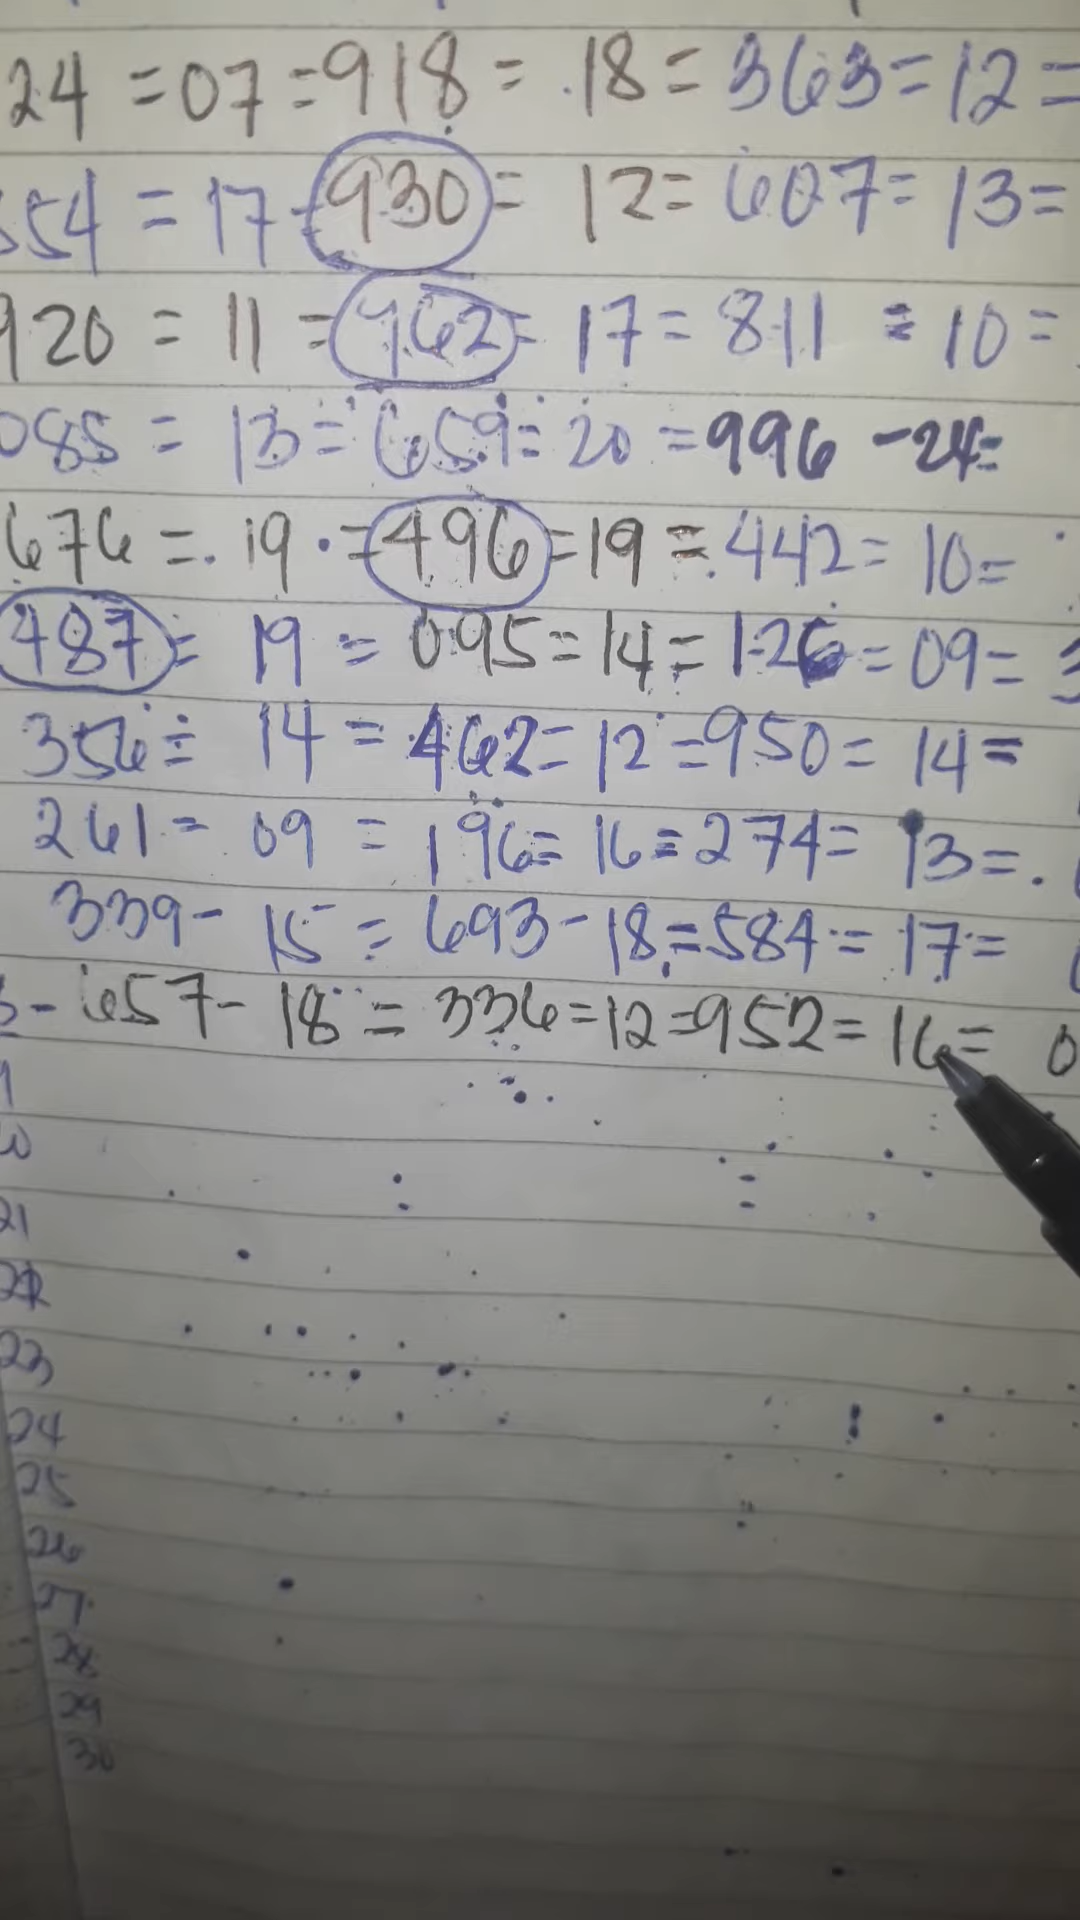 24 = 07 = 918 = .18 = 363 = 12 =
554 = 17 - 930 = 12 = 607 = 13 =
920 = 11 = 962 = 17 = 811 = 10 =
085 = 13 = 659 = 20 = 996 - 24 =
676 = . 19 . = 496 = 19 = .442 = 10 =
487 = 19 = 095 = 14 = 126 = 09 =
356 = 14 = 462 = 12 = 950 = 14 =
261 = 09 = 196 = 16 = 274 = 13 = .
339 - 15 = 693 - 18 = 584 = 17 =
- 657 - 18 = 336 = 12 = 952 = 16 = 0
21
22
23
24
25
26
27
28
29
30